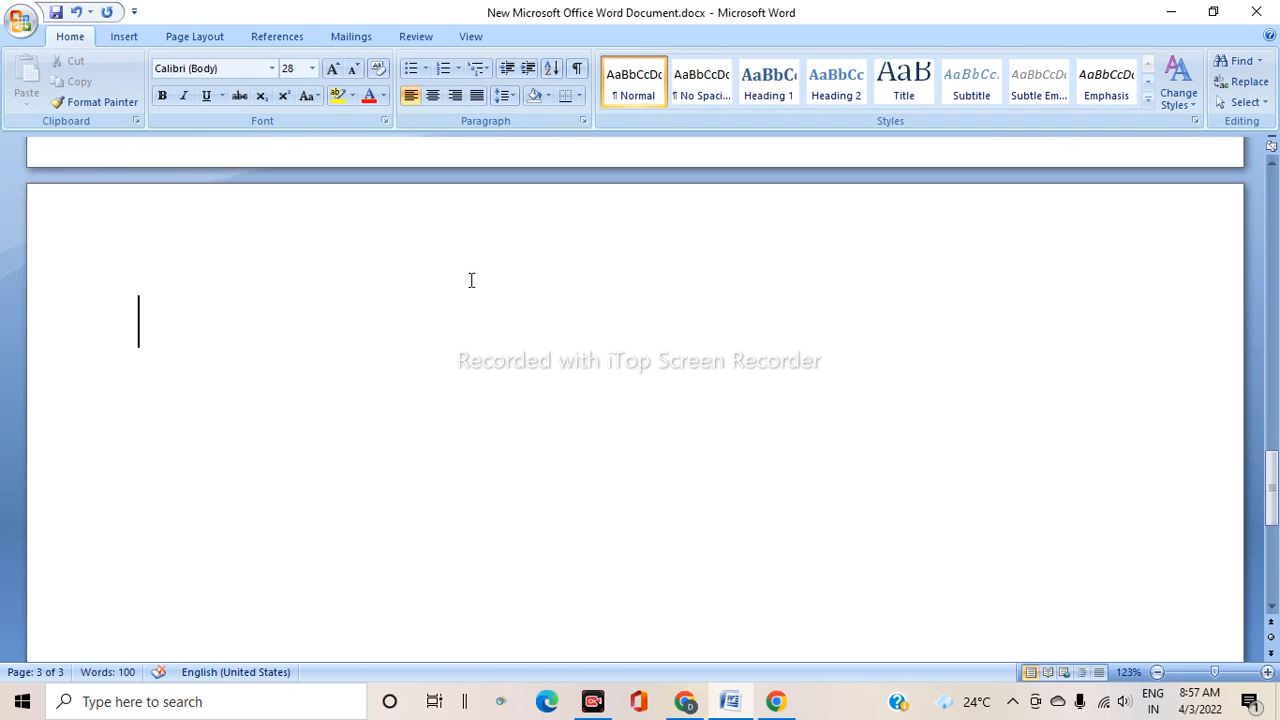 New Microsoft Office Word Document.docx - Microsoft Word
Home Insert Page Layout References Mailings Review View
Paste
Cut
Copy
Format Painter
Clipboard
Calibri (Body) 28
B I U abc X₂ X² Aa
Font
Paragraph
AaBbCcDc AaBbCcDc AaBbC AaBbCc AaB AaBbCc. AaBbCcDc AaBbCcDc
¶ Normal ¶ No Spaci... Heading 1 Heading 2 Title Subtitle Subtle Em... Emphasis
Change
Styles
Styles
Find
Replace
Select
Editing
Recorded with iTop Screen Recorder
Page: 3 of 3 Words: 100 English (United States) 123%
Type here to search
24°C
ENG
IN
8:57 AM
4/3/2022